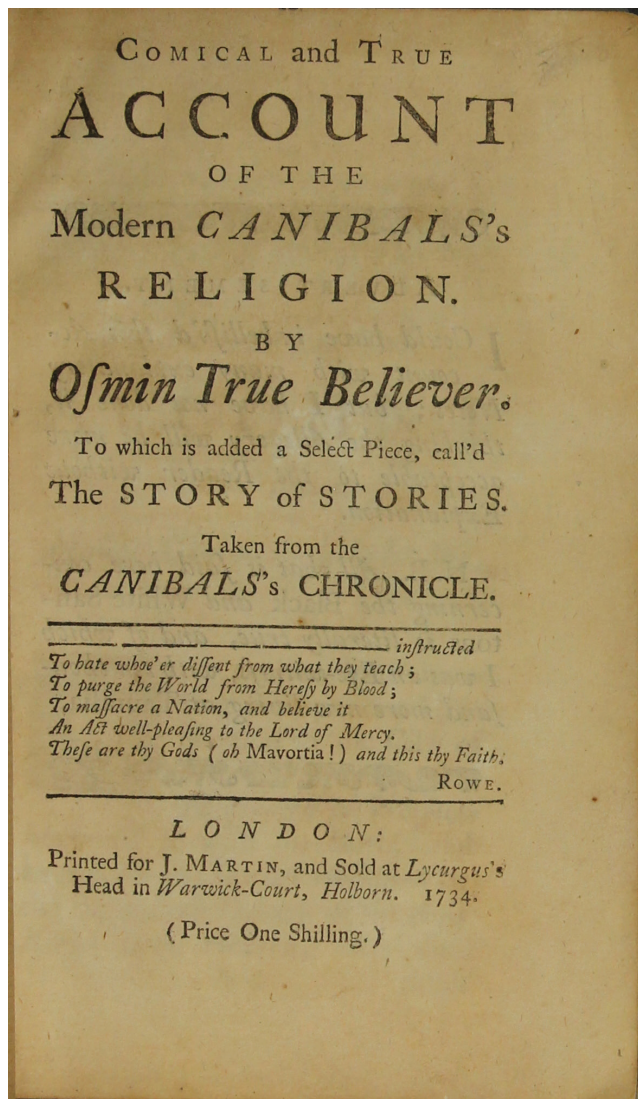 COMICAL and TRUE
ACCOUNT
OF THE
Modern CANIBALS's
RELIGION.
BY
Oſmin True Believer.
To which is added a Select Piece, call'd
The STORY of STORIES.
Taken from the
CANIBALS's CHRONICLE.
inſtructed
To hate whoe'er diſſent from what they teach;
To purge the World from Hereſy by Blood;
To maſſacre a Nation, and believe it
An Act well-pleaſing to the Lord of Mercy.
Theſe are thy Gods (oh Mavortia!) and this thy Faith.
ROWE.
LONDON:
Printed for J. MARTIN, and Sold at Lycurgus's
Head in Warwick-Court, Holborn. 1734.
(Price One Shilling.)